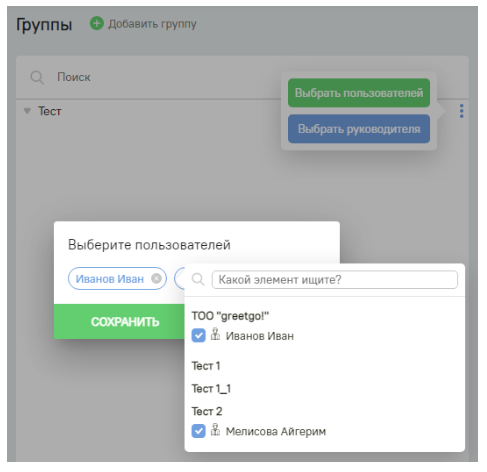 Группы Добавить группу
Поиск
Выбрать пользователей
Тест
Выбрать руководителя
Выберите пользователей
Иванов Иван
Какой элемент ищите?
СОХРАНИТЬ
ТОО "greetgo!"
Иванов Иван
Тест 1
Тест 1_1
Тест 2
Мелисова Айгерим